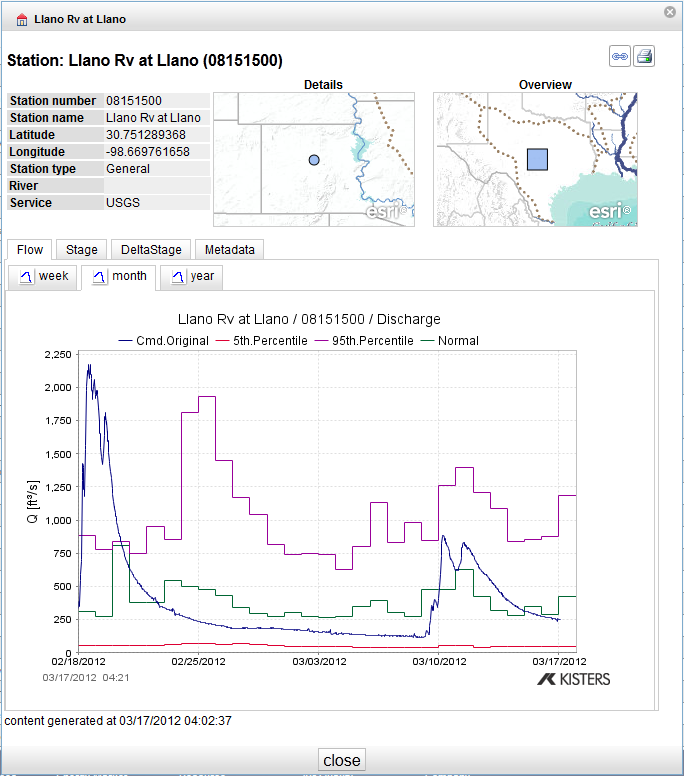 Llano Rv at Llano
Station: Llano Rv at Llano (08151500)
Details
Overview
Station number 08151500
Station name Llano Rv at Llano
Latitude 30.751289368
Longitude -98.669761658
Station type General
River
Service USGS
esri®
esri®
Flow Stage DeltaStage Metadata
week month year
Llano Rv at Llano / 08151500 / Discharge
Cmd.Original 5th.Percentile 95th.Percentile Normal
Q [ft³/s]
2,250
2,000
1,750
1,500
1,250
1,000
750
500
250
0
02/18/2012 02/25/2012 03/03/2012 03/10/2012 03/17/2012
03/17/2012 04:21
KISTERS
content generated at 03/17/2012 04:02:37
close